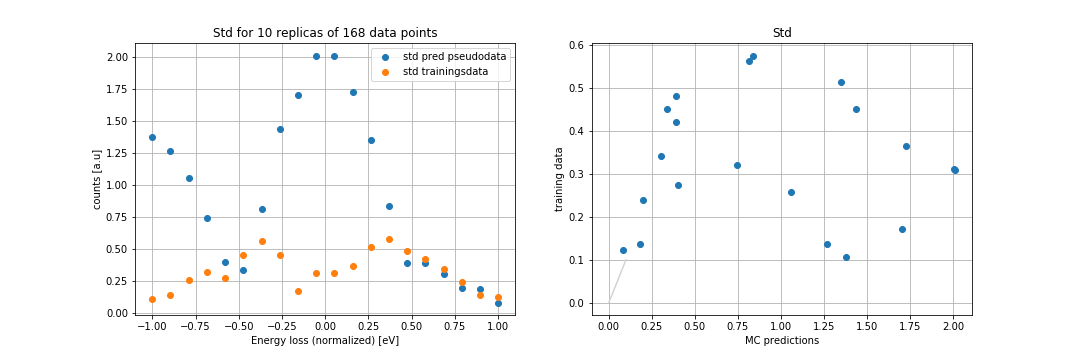 Std for 10 replicas of 168 data points
std pred pseudodata
std trainingsdata
counts [a.u]
2.00
1.75
1.50
1.25
1.00
0.75
0.50
0.25
0.00
−1.00 −0.75 −0.50 −0.25 0.00 0.25 0.50 0.75 1.00
Energy loss (normalized) [eV]
Std
training data
0.6
0.5
0.4
0.3
0.2
0.1
0.0
0.00 0.25 0.50 0.75 1.00 1.25 1.50 1.75 2.00
MC predictions